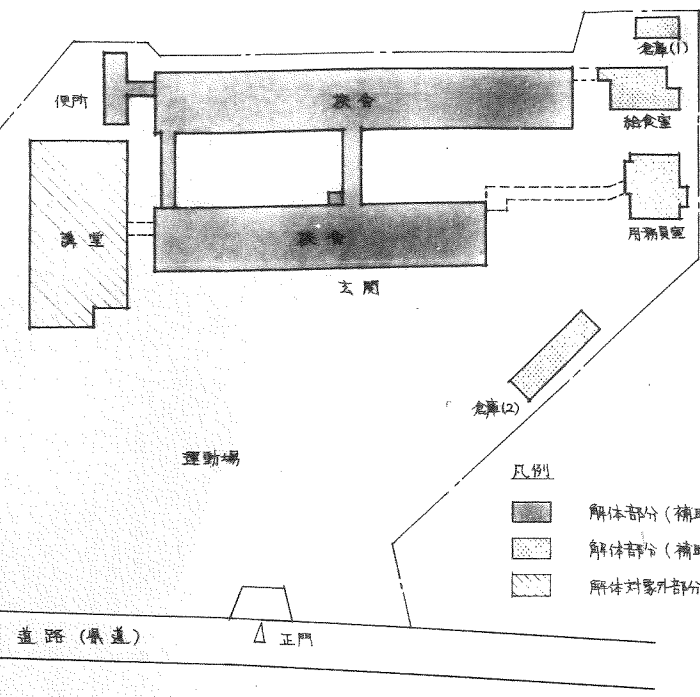 倉庫(1)
便所
校舎
給食室
講堂
校舎
用務員室
玄関
倉庫(2)
運動場
凡例
解体部分(補助
解体部分(補助
解体対象外部分
道路(県道)
正門